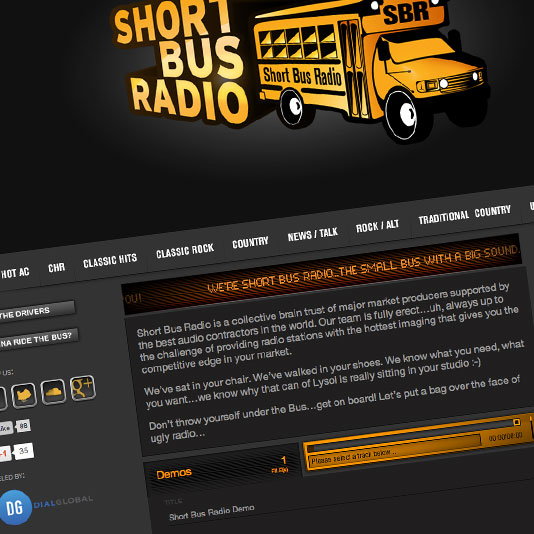 SHORT
BUS
RADIO
SBR
Short Bus Radio
HOT AC CHR CLASSIC HITS CLASSIC ROCK COUNTRY NEWS / TALK ROCK / ALT TRADITIONAL COUNTRY
OU! WE'RE SHORT BUS RADIO..THE SMALL BUS WITH A BIG SOUND.
THE DRIVERS
NA RIDE THE BUS?
US:
Short Bus Radio is a collective brain trust of major market producers supported by
the best audio contractors in the world. Our team is fully erect...uh, always up to
the challenge of providing radio stations with the hottest imaging that gives you the
competitive edge in your market.
We've sat in your chair. We've walked in your shoes. We know what you need, what
you want...we know why that can of Lysol is really sitting in your studio :-)
Don't throw yourself under the Bus...get on board! Let's put a bag over the face of
ugly radio...
ike 88
+1 35
ELED BY:
DG DIALGLOBAL
Demos
1
File(s)
Please select a track below...
00:00/00:00
TITLE
Short Bus Radio Demo